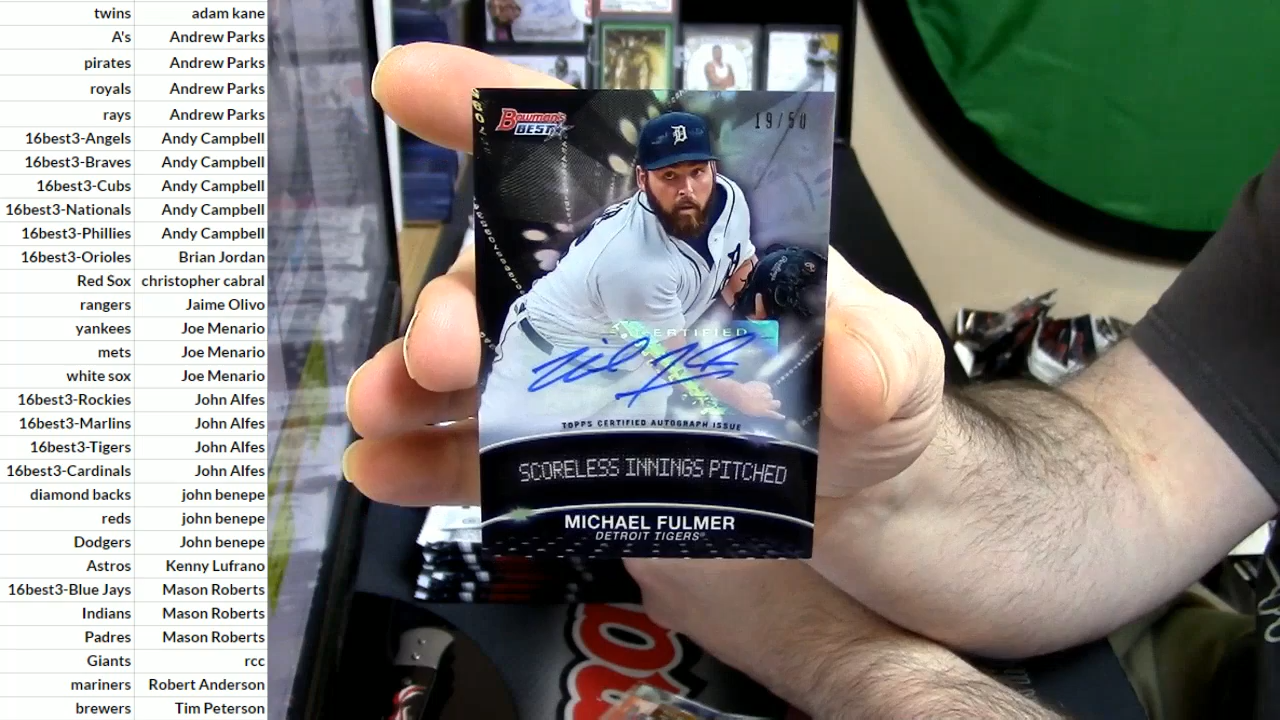 twins adam kane
A's Andrew Parks
pirates Andrew Parks
royals Andrew Parks
rays Andrew Parks
16best3-Angels Andy Campbell
16best3-Braves Andy Campbell
16best3-Cubs Andy Campbell
16best3-Nationals Andy Campbell
16best3-Phillies Andy Campbell
16best3-Orioles Brian Jordan
Red Sox christopher cabral
rangers Jaime Olivo
yankees Joe Menario
mets Joe Menario
white sox Joe Menario
16best3-Rockies John Alfes
16best3-Marlins John Alfes
16best3-Tigers John Alfes
16best3-Cardinals John Alfes
diamond backs john benepe
reds john benepe
Dodgers John benepe
Astros Kenny Lufrano
16best3-Blue Jays Mason Roberts
Indians Mason Roberts
Padres Mason Roberts
Giants rcc
mariners Robert Anderson
brewers Tim Peterson
Bowman's
BEST
19/50
D
CERTIFIED
TOPPS CERTIFIED AUTOGRAPH ISSUE
SCORELESS INNINGS PITCHED
MICHAEL FULMER
DETROIT TIGERS